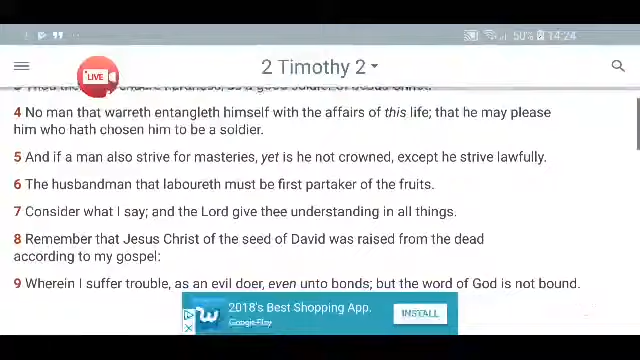 50% 14:24
2 Timothy 2
LIVE
4 No man that warreth entangleth himself with the affairs of this life; that he may please
him who hath chosen him to be a soldier.
5 And if a man also strive for masteries, yet is he not crowned, except he strive lawfully.
6 The husbandman that laboureth must be first partaker of the fruits.
7 Consider what I say; and the Lord give thee understanding in all things.
8 Remember that Jesus Christ of the seed of David was raised from the dead
according to my gospel:
9 Wherein I suffer trouble, as an evil doer, even unto bonds; but the word of God is not bound.
2018's Best Shopping App.
Google Play
INSTALL